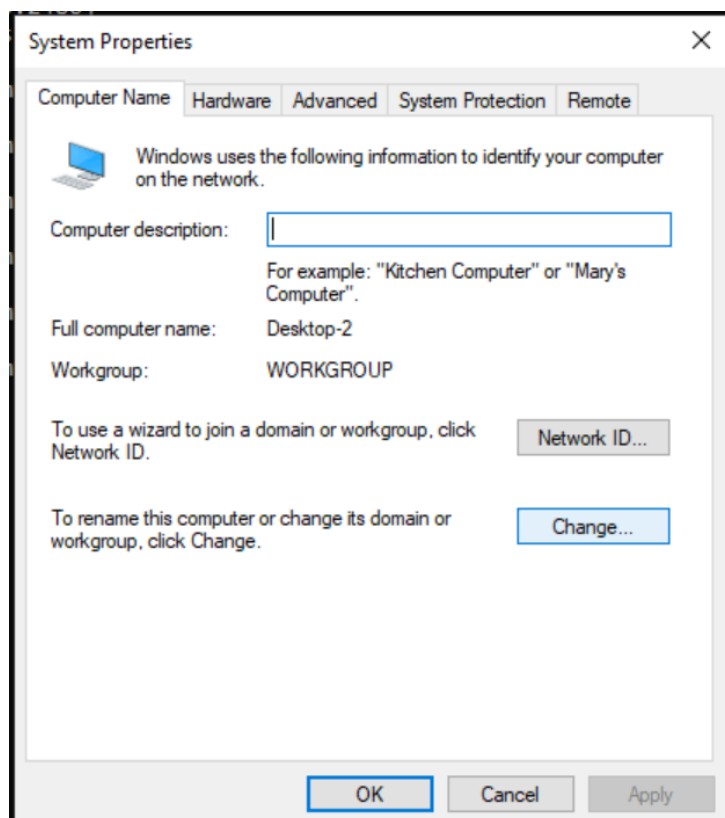 System Properties
Computer Name Hardware Advanced System Protection Remote
Windows uses the following information to identify your computer
on the network.
Computer description:
For example: "Kitchen Computer" or "Mary's
Computer".
Full computer name: Desktop-2
Workgroup: WORKGROUP
To use a wizard to join a domain or workgroup, click
Network ID.
Network ID...
To rename this computer or change its domain or
workgroup, click Change.
Change...
OK Cancel Apply